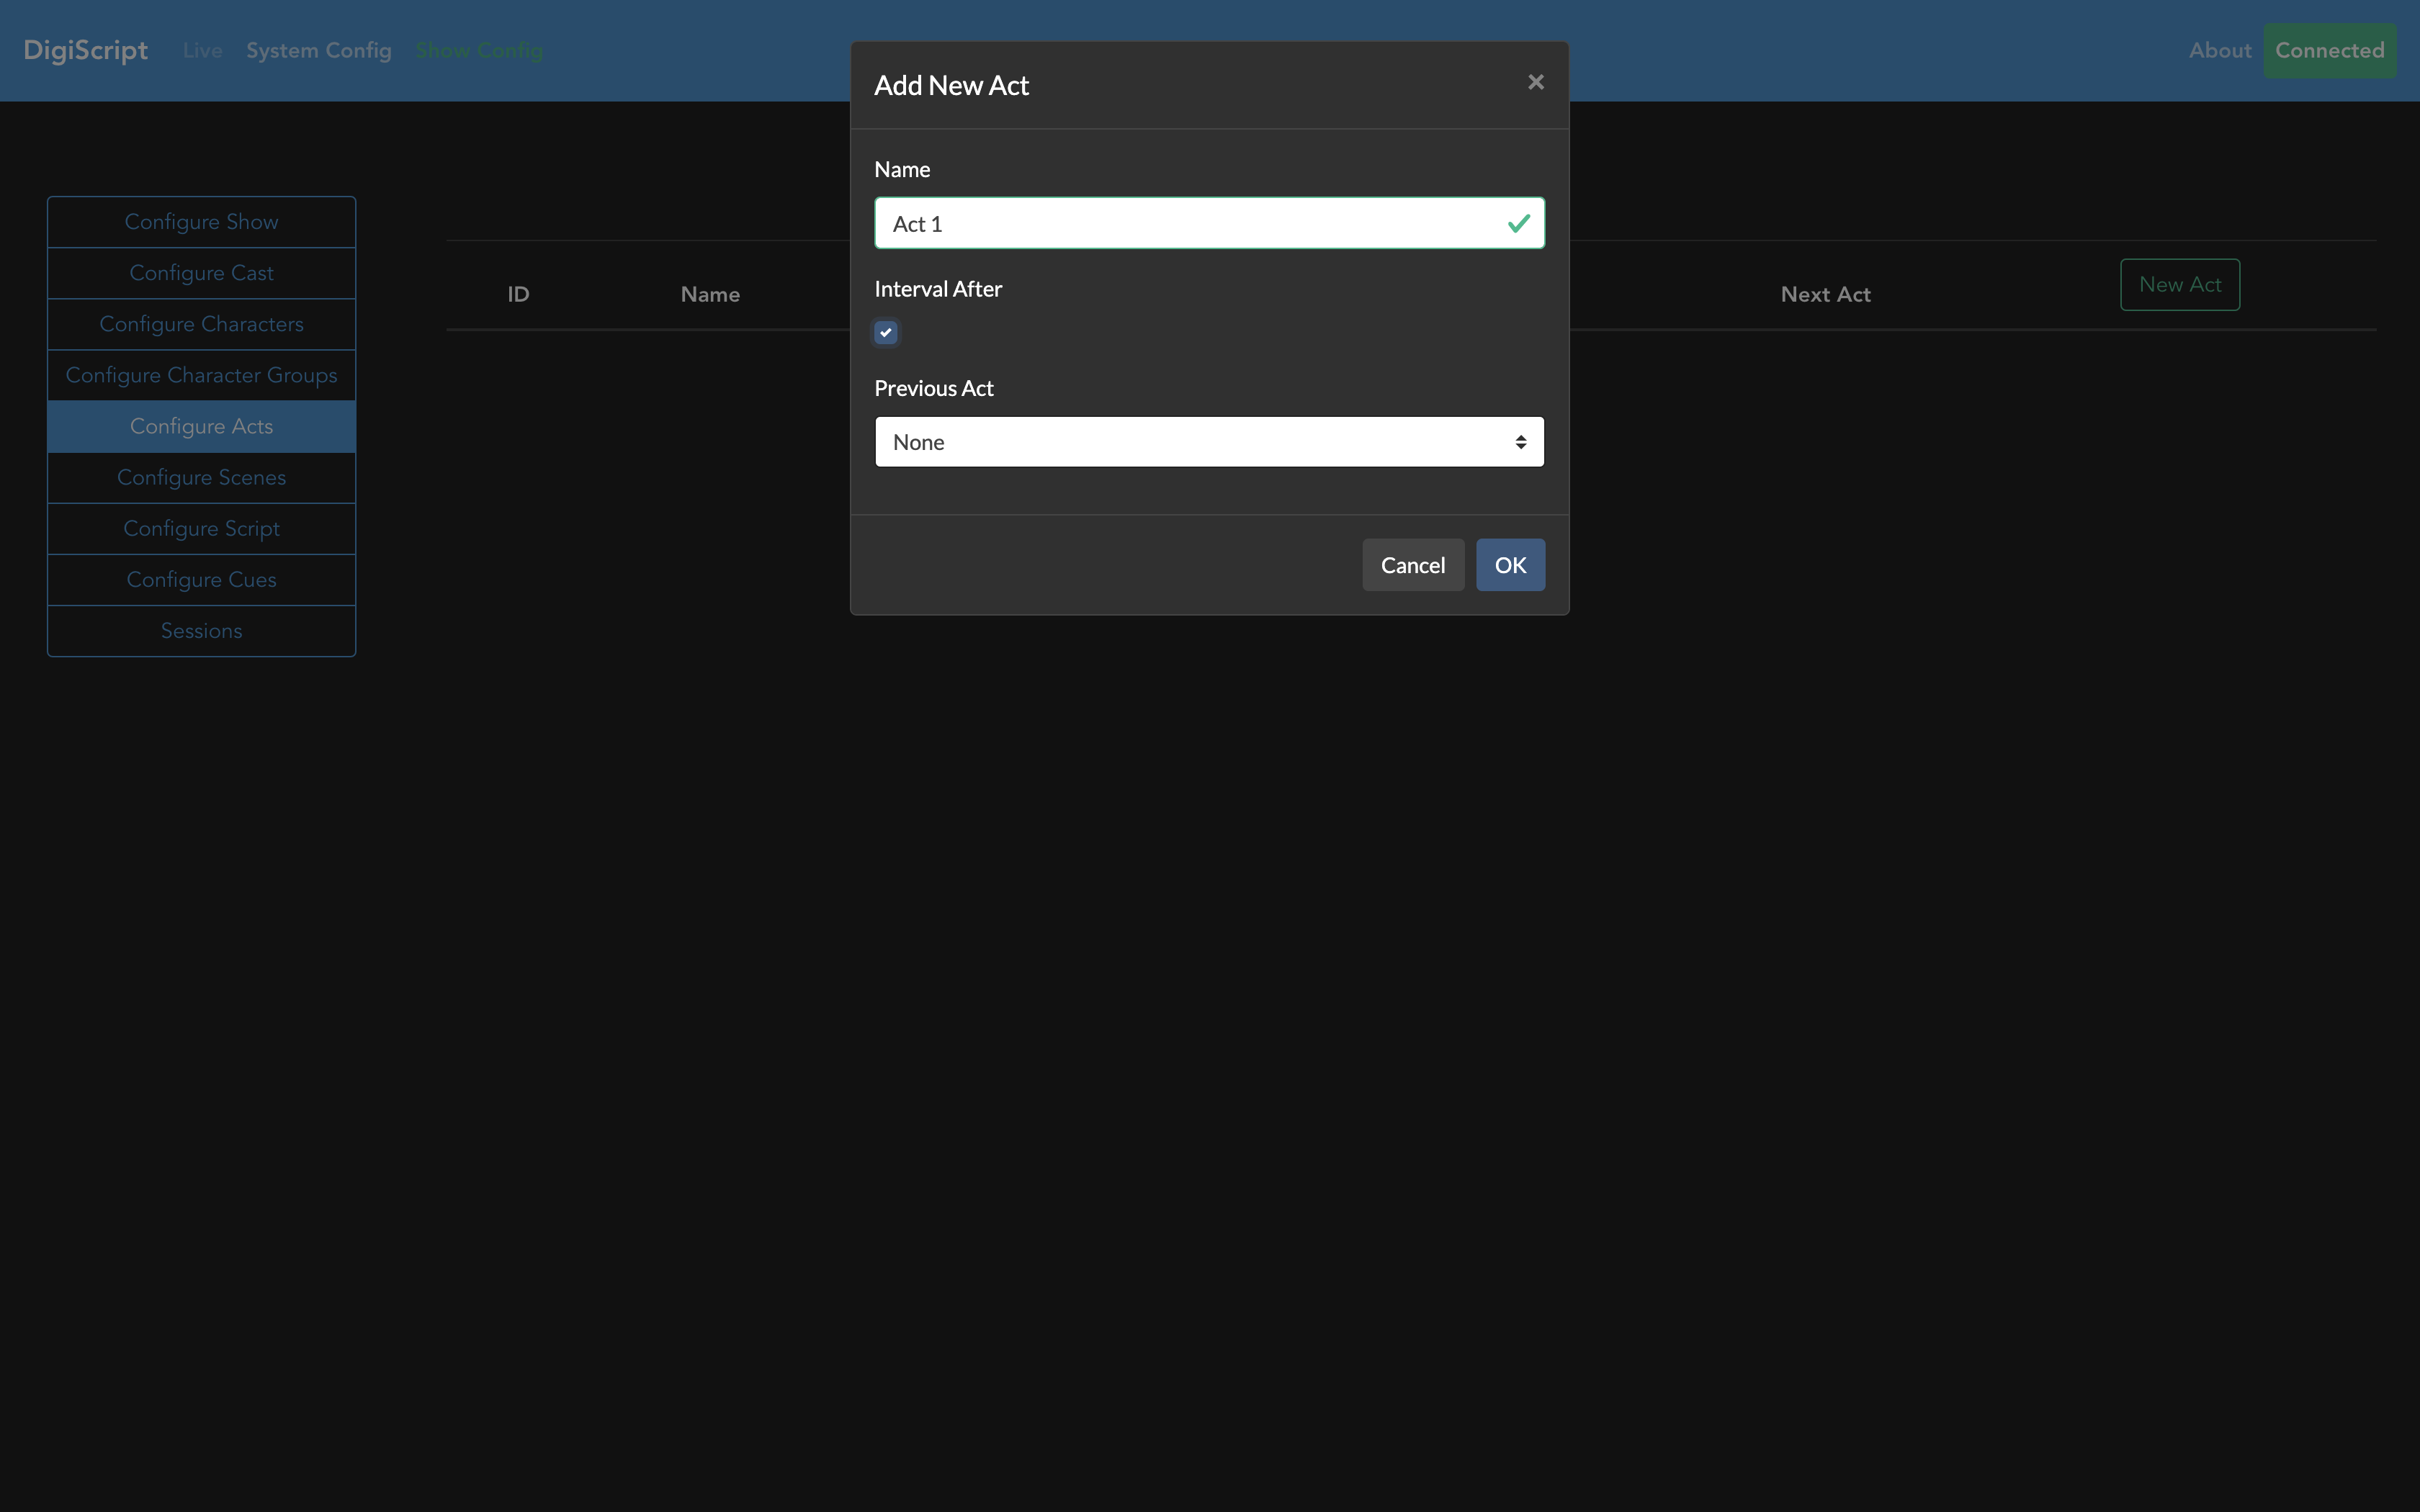 DigiScript Live System Config Show Config About Connected
Add New Act
Name
Act 1
Interval After
Previous Act
None
Cancel OK
Configure Show
Configure Cast
Configure Characters
Configure Character Groups
Configure Acts
Configure Scenes
Configure Script
Configure Cues
Sessions
ID Name Next Act New Act